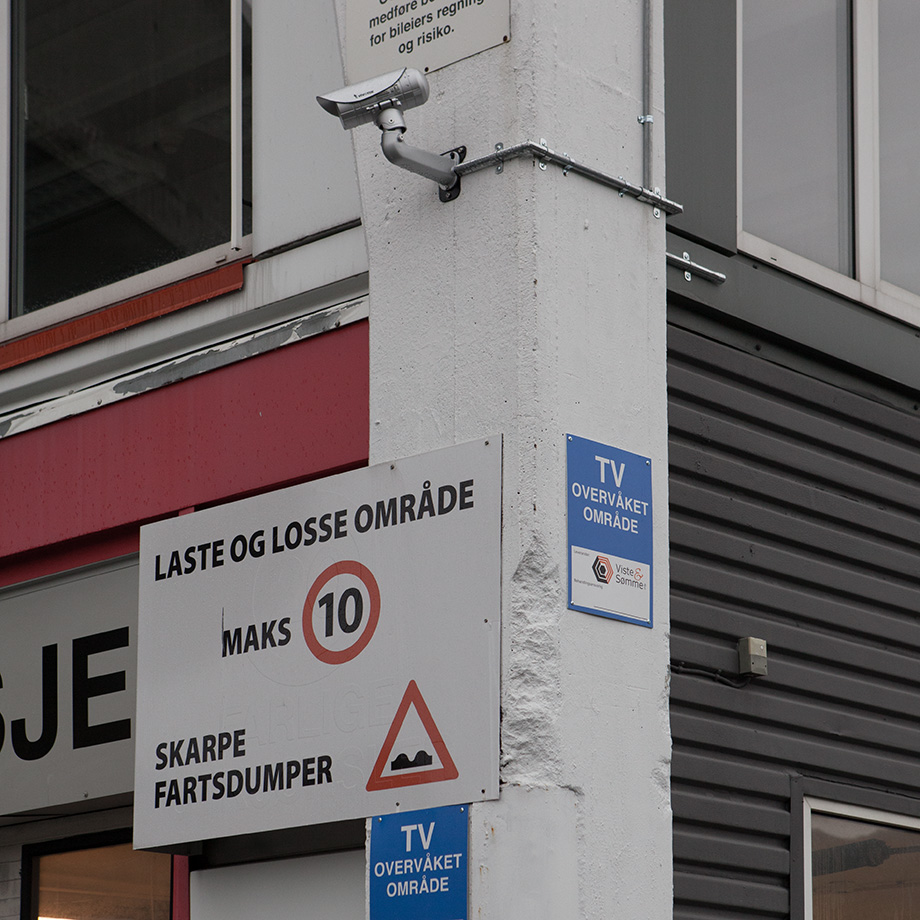 medføre
for bileiers regning
og risiko.
LASTE OG LOSSE OMRÅDE
MAKS 10
SKARPE
FARTSDUMPER
TV
OVERVÅKET
OMRÅDE
Viste &
Sømme
SJE
TV
OVERVÅKET
OMRÅDE